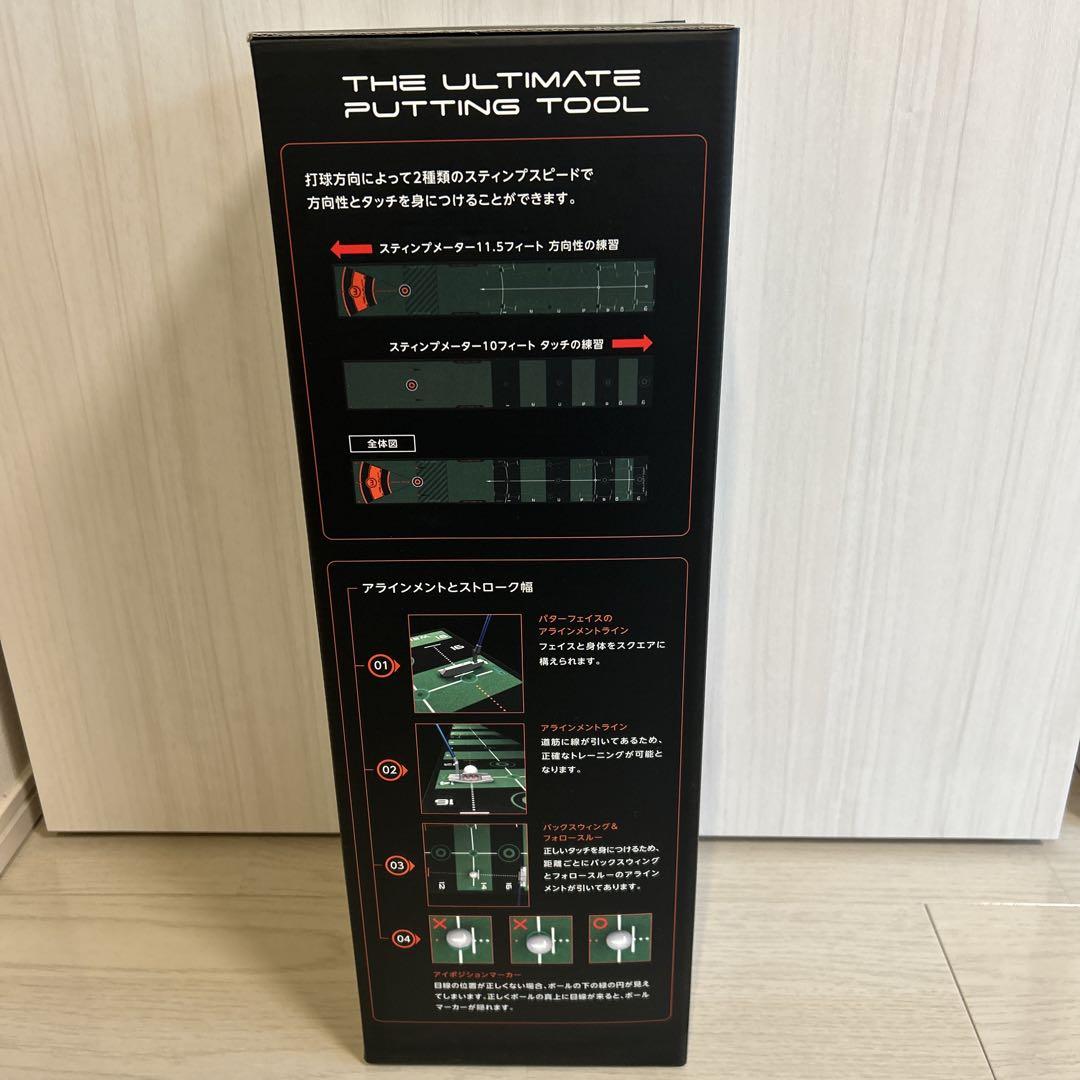 THE ULTIMATE
PUTTING TOOL
打球方向によって2種類のスティンプスピードで
方向性とタッチを身につけることができます。
スティンプメーター11.5フィート 方向性の練習
スティンプメーター10フィート タッチの練習
全体図
アラインメントとストローク幅
01
パターフェイスの
アラインメントライン
フェイスと身体をスクエアに
構えられます。
16
02
アラインメントライン
道筋に線が引いてあるため、
正確なトレーニングが可能と
なります。
14
16
03
バックスウィング&
フォロースルー
正しいタッチを身につけるため、
距離ごとにバックスウィング
とフォロースルーのアライン
メントが引いてあります。
12
14
16
04
アイポジションマーカー
目線の位置が正しくない場合、ボールの下の緑の円が見え
てしまいます。正しくボールの真上に目線が来ると、ボール
マーカーが隠れます。